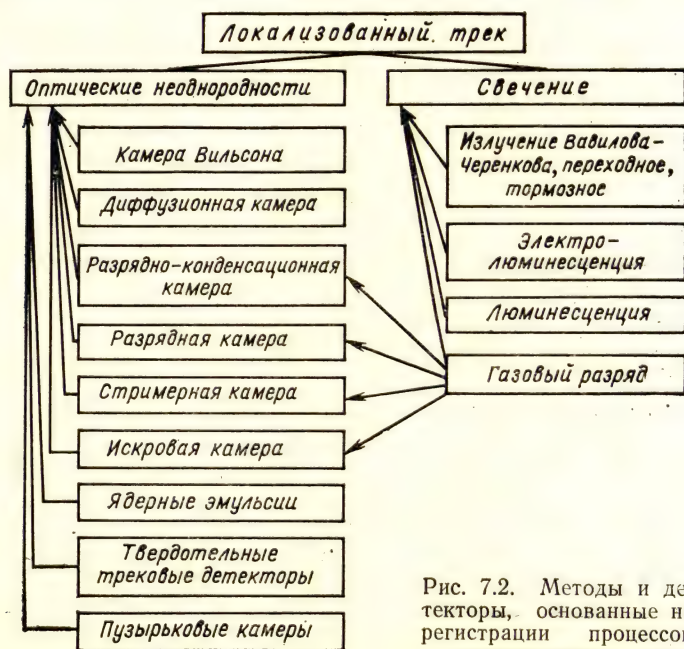 Локализованный. трек
Оптические неоднородности
Свечение
Камера Вильсона
Диффузионная камера
Разрядно-конденсационная
камера
Разрядная камера
Стримерная камера
Искровая камера
Ядерные эмульсии
Твердотельные
трековые детекторы
Пузырьковые камеры
Излучение Вавилова-
Черенкова, переходное,
тормозное
Электро-
люминесценция
Люминесценция
Газовый разряд
Рис. 7.2. Методы и де-
текторы, основанные н
регистрации процессо